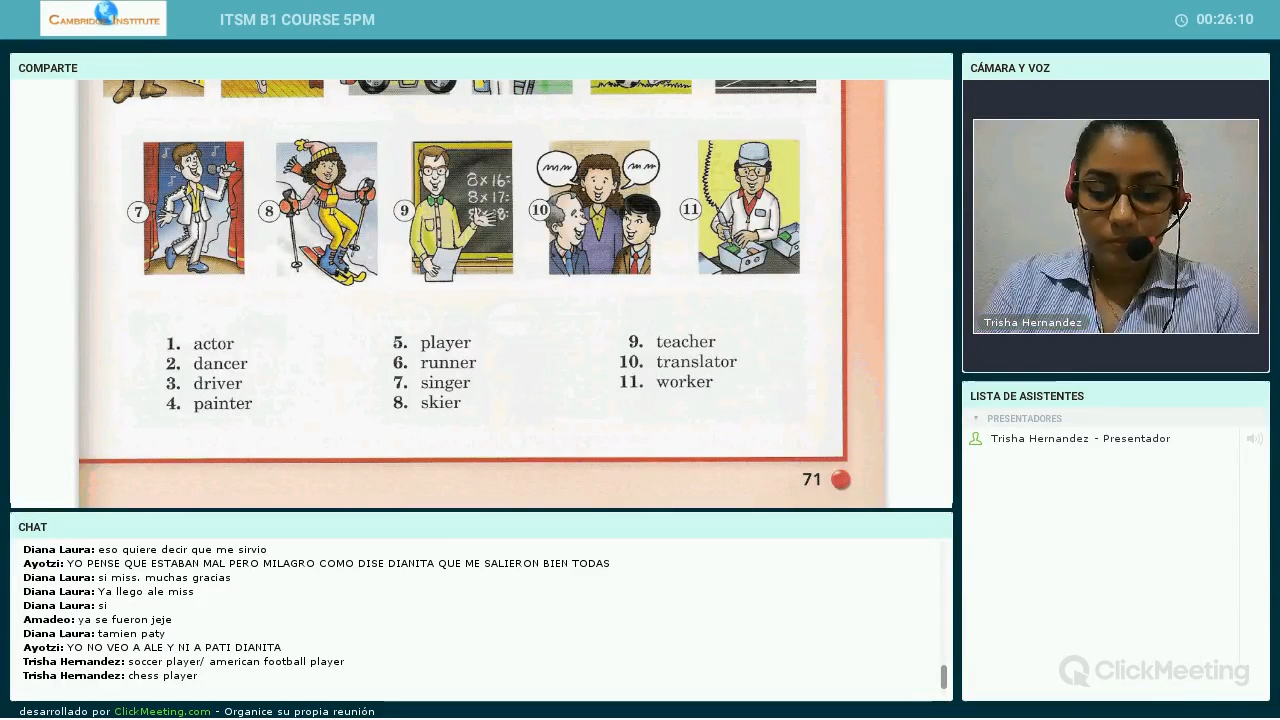 CAMBRIDGE INSTITUTE
ITSM B1 COURSE 5PM
00:26:10
COMPARTE
7
8
9
8x16=
8x17=
10
11
1. actor
2. dancer
3. driver
4. painter
5. player
6. runner
7. singer
8. skier
9. teacher
10. translator
11. worker
71
CÁMARA Y VOZ
Trisha Hernandez
LISTA DE ASISTENTES
PRESENTADORES
Trisha Hernandez - Presentador
CHAT
Diana Laura: eso quiere decir que me sirvio
Ayotzi: YO PENSE QUE ESTABAN MAL PERO MILAGRO COMO DISE DIANITA QUE ME SALIERON BIEN TODAS
Diana Laura: si miss. muchas gracias
Diana Laura: Ya llego ale miss
Diana Laura: si
Amadeo: ya se fueron jeje
Diana Laura: tamien paty
Ayotzi: YO NO VEO A ALE Y NI A PATI DIANITA
Trisha Hernandez: soccer player/ american football player
Trisha Hernandez: chess player
ClickMeeting
desarrollado por ClickMeeting.com - Organice su propia reunión